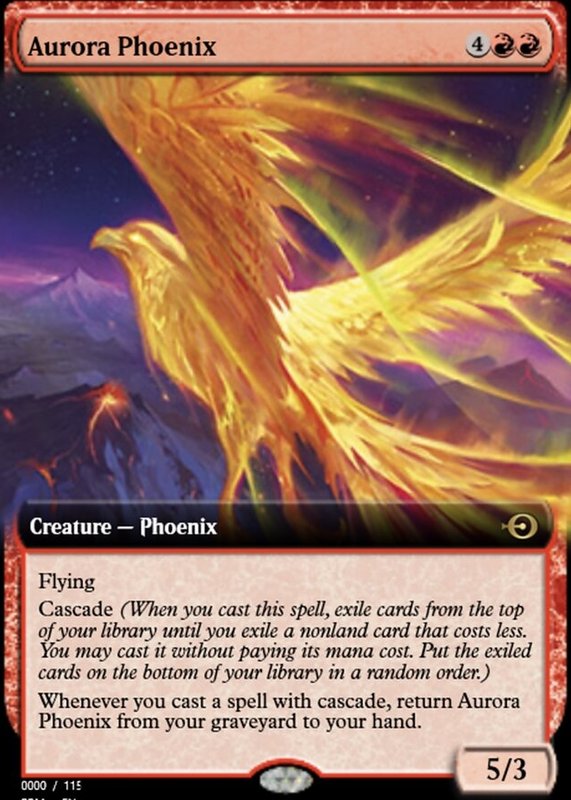 Aurora Phoenix 4
Creature — Phoenix
Flying
Cascade (When you cast this spell, exile cards from the top
of your library until you exile a nonland card that costs less.
You may cast it without paying its mana cost. Put the exiled
cards on the bottom of your library in a random order.)
Whenever you cast a spell with cascade, return Aurora
Phoenix from your graveyard to your hand.
5/3
0000 / 115